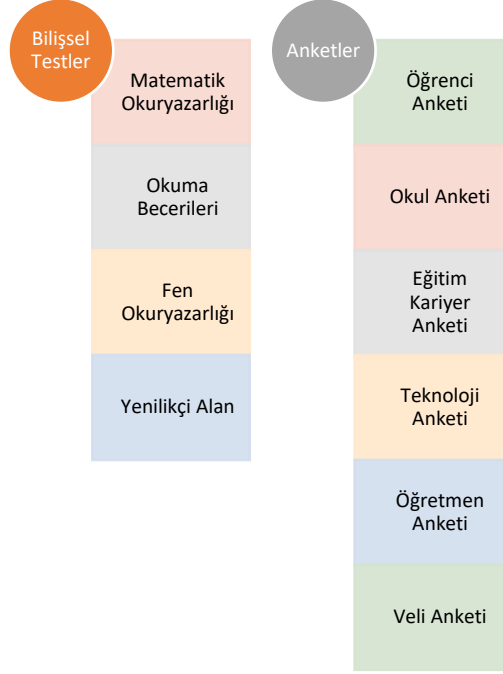 Bilişsel
Testler
Matematik
Okuryazarlığı
Okuma
Becerileri
Fen
Okuryazarlığı
Yenilikçi Alan
Anketler
Öğrenci
Anketi
Okul Anketi
Eğitim
Kariyer
Anketi
Teknoloji
Anketi
Öğretmen
Anketi
Veli Anketi